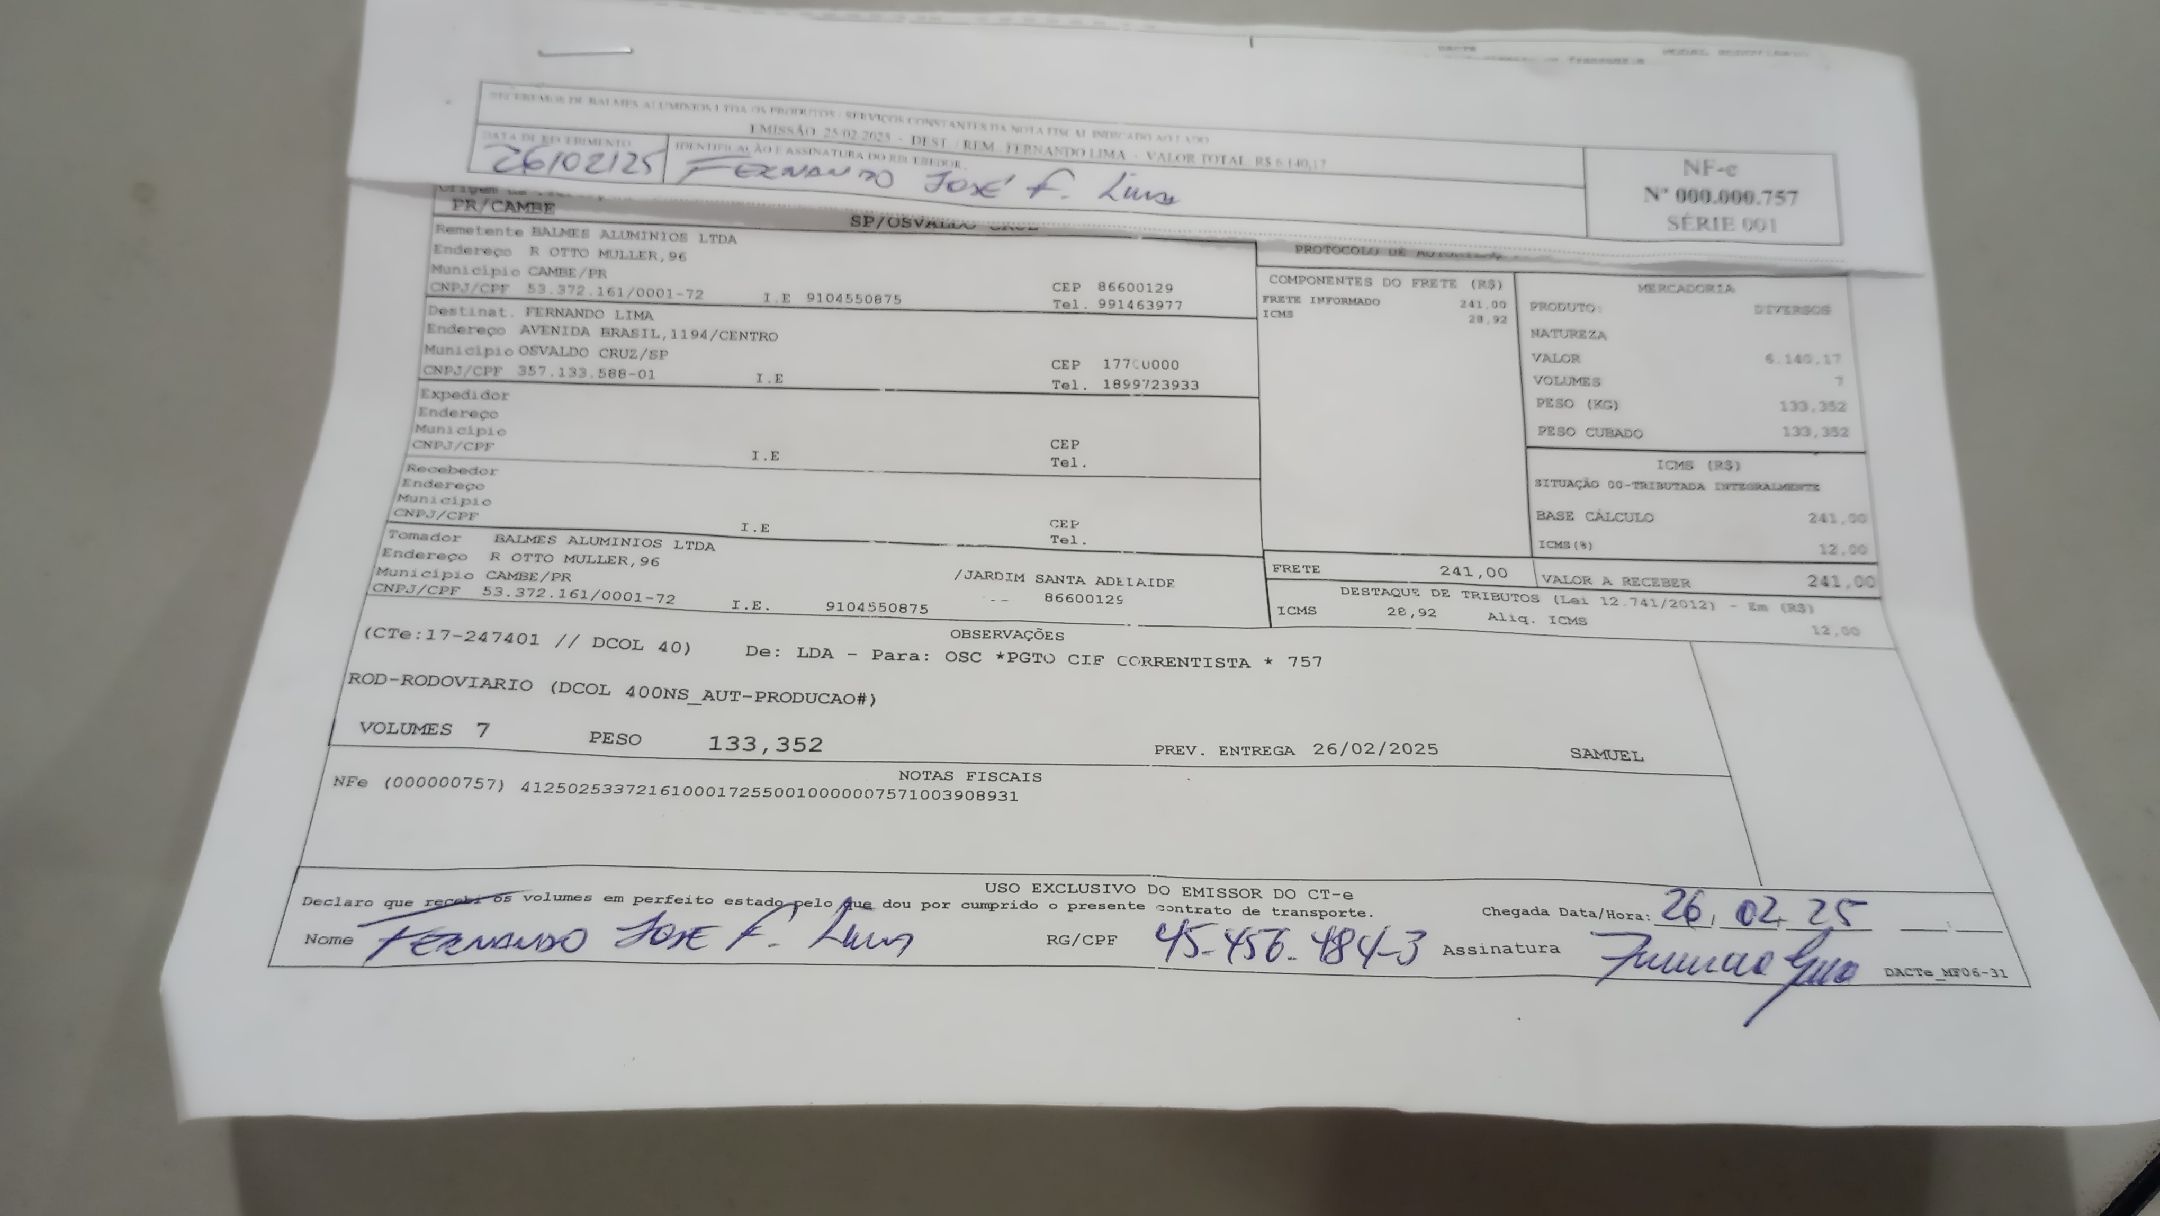 DACTE
RECEBEMOS DE BALMES ALUMINIOS LTDA OS PRODUTOS / SERVIÇOS CONSTANTES DA NOTA FISCAL INDICADO AO LADO
EMISSÃO 25-02-2025 - DEST. / REM. FERNANDO LIMA - VALOR TOTAL: R$ 6.140,17
DATA DE RECEBIMENTO
IDENTIFICAÇÃO E ASSINATURA DO RECEBEDOR
26/02/25
FERNANDO JOSÉ F. Lima
NF-e
Nº 000.000.757
SÉRIE 001
PR/CAMBE
SP/OSVALDO CRUZ
PROTOCOLO DE
Remetente BALMES ALUMINIOS LTDA
Endereço R OTTO MULLER,96
Municipio CAMBE/PR
CEP 86600129
CNPJ/CPF 53.372.161/0001-72 I.E 9104550875
Tel. 991463977
Destinat. FERNANDO LIMA
Endereço AVENIDA BRASIL,1194/CENTRO
Municipio OSVALDO CRUZ/SP
CEP 17700000
CNPJ/CPF 357.133.588-01 I.E
Tel. 1899723933
Expedidor
Endereço
Municipio
CEP
CNPJ/CPF I.E
Tel.
Recebedor
Endereço
Municipio
CEP
CNPJ/CPF I.E
Tel.
Tomador BALMES ALUMINIOS LTDA
Endereço R OTTO MULLER,96 /JARDIM SANTA ADELAIDE
Municipio CAMBE/PR 86600129
CNPJ/CPF 53.372.161/0001-72 I.E. 9104550875
COMPONENTES DO FRETE (R$)
FRETE INFORMADO 241,00
ICMS 28,92
MERCADORIA
PRODUTO: DIVERSOS
NATUREZA
VALOR 6.140,17
VOLUMES 7
PESO (KG) 133,352
PESO CUBADO 133,352
ICMS (R$)
SITUAÇÃO 00-TRIBUTADA INTEGRALMENTE
BASE CÁLCULO 241,00
ICMS(%) 12,00
FRETE 241,00
VALOR A RECEBER 241,00
DESTAQUE DE TRIBUTOS (Lei 12.741/2012) - Em (R$)
ICMS 28,92 Aliq. ICMS 12,00
OBSERVAÇÕES
(CTe:17-247401 // DCOL 40) De: LDA - Para: OSC *PGTO CIF CORRENTISTA * 757
ROD-RODOVIARIO (DCOL 400NS_AUT-PRODUCAO#)
VOLUMES 7 PESO 133,352 PREV. ENTREGA 26/02/2025 SAMUEL
NOTAS FISCAIS
NFe (000000757) 41250253372161000172550010000007571003908931
USO EXCLUSIVO DO EMISSOR DO CT-e
Declaro que recebi os volumes em perfeito estado pelo que dou por cumprido o presente contrato de transporte.
Chegada Data/Hora: 26, 02, 25
Nome FERNANDO JOSE F. Lima RG/CPF 45-456-484-3 Assinatura
DACTe_MF06-31